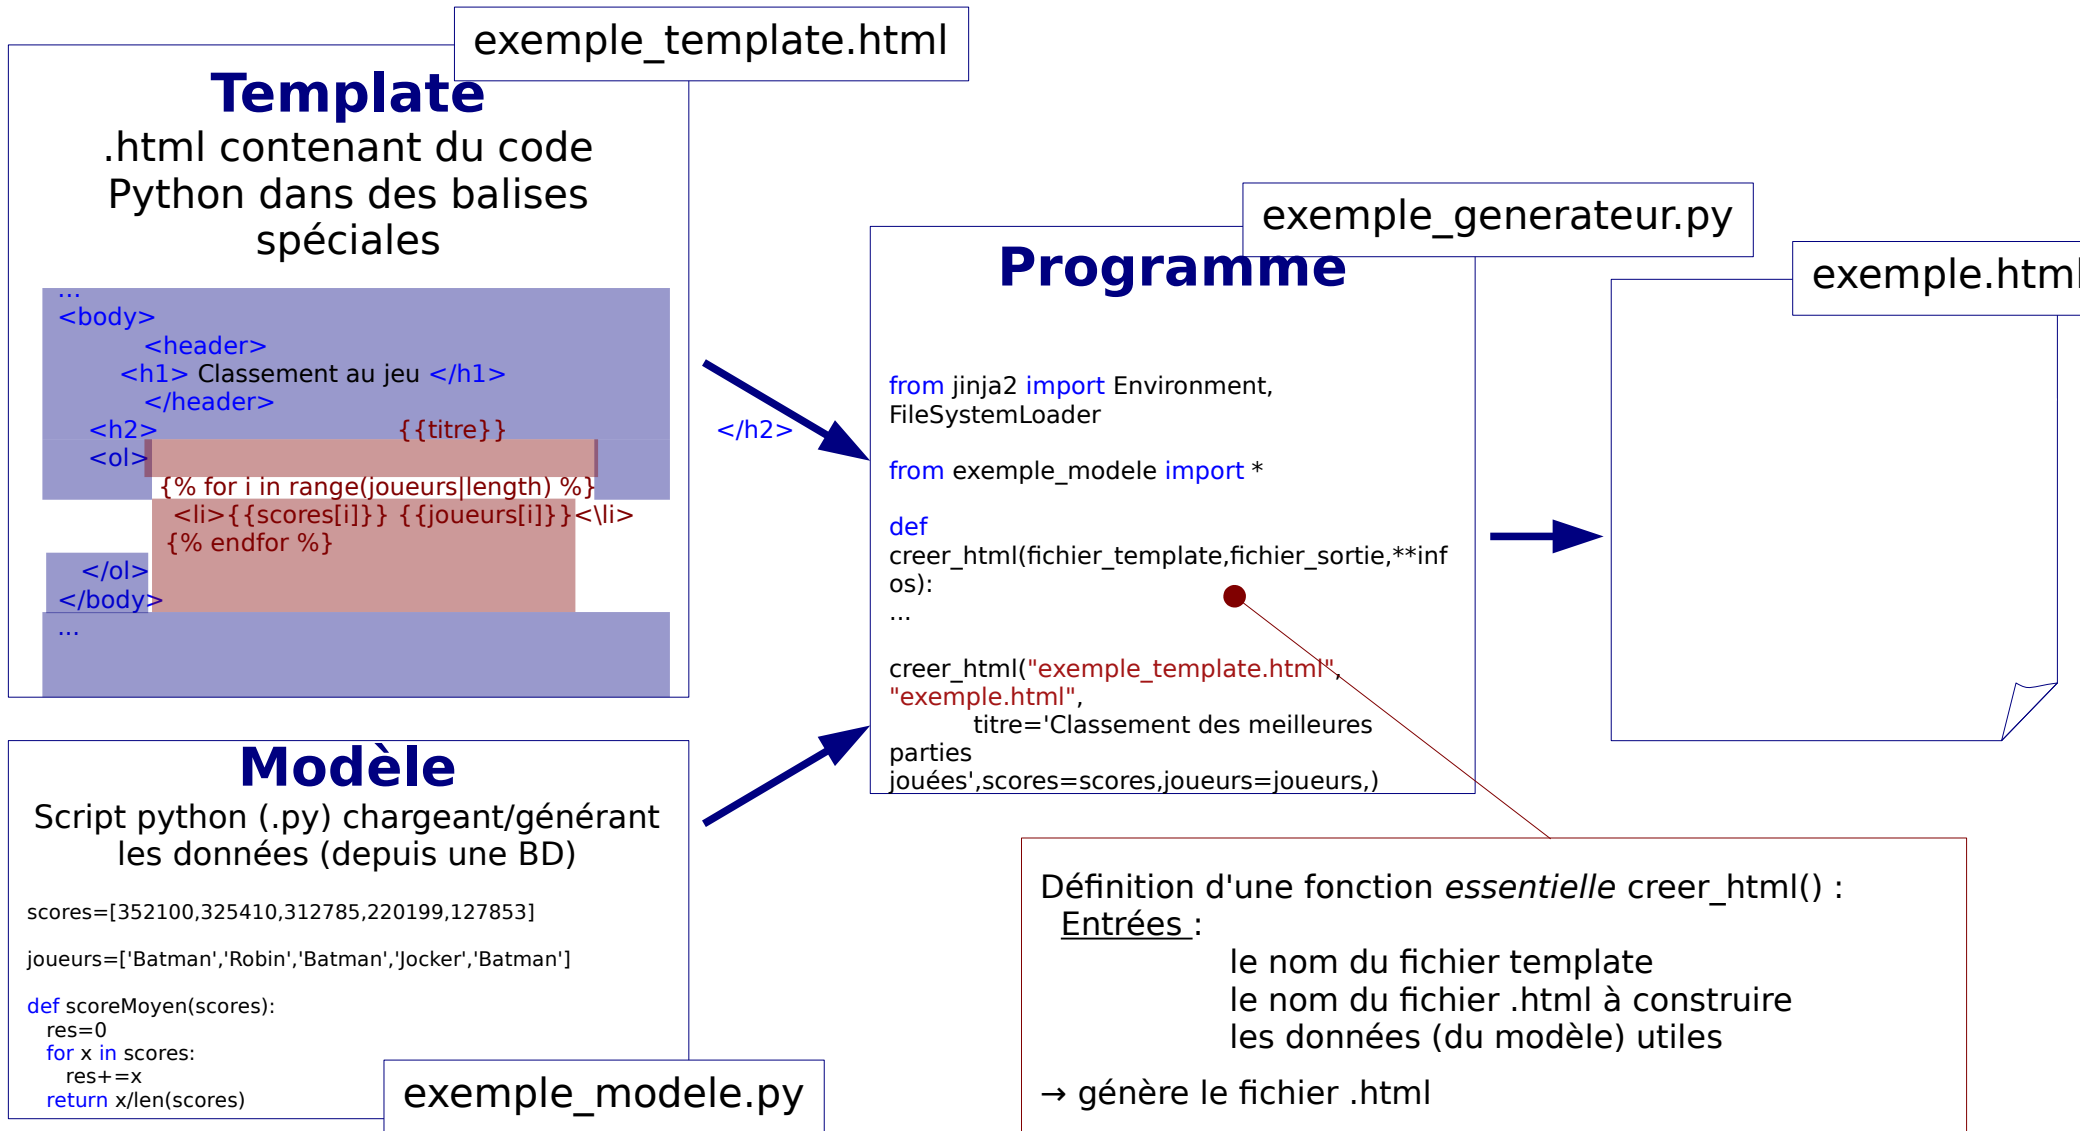 exemple_template.html
Template
.html contenant du code
Python dans des balises
spéciales
...
<body>
<header>
<h1> Classement au jeu </h1>
</header>
<h2> {{titre}} </h2>
<ol>
{% for i in range(joueurs|length) %}
<li>{{scores[i]}} {{joueurs[i]}}<\li>
{% endfor %}
</ol>
</body>
...
Modèle
Script python (.py) chargeant/générant
les données (depuis une BD)
scores=[352100,325410,312785,220199,127853]
joueurs=['Batman','Robin','Batman','Jocker','Batman']
def scoreMoyen(scores):
res=0
for x in scores:
res+=x
return x/len(scores)
exemple_modele.py
exemple_generateur.py
Programme
from jinja2 import Environment,
FileSystemLoader
from exemple_modele import *
def
creer_html(fichier_template,fichier_sortie,**inf
os):
...
creer_html("exemple_template.html",
"exemple.html",
titre='Classement des meilleures
parties
jouées',scores=scores,joueurs=joueurs,)
exemple.html
Définition d'une fonction essentielle creer_html() :
Entrées :
le nom du fichier template
le nom du fichier .html à construire
les données (du modèle) utiles
→ génère le fichier .html